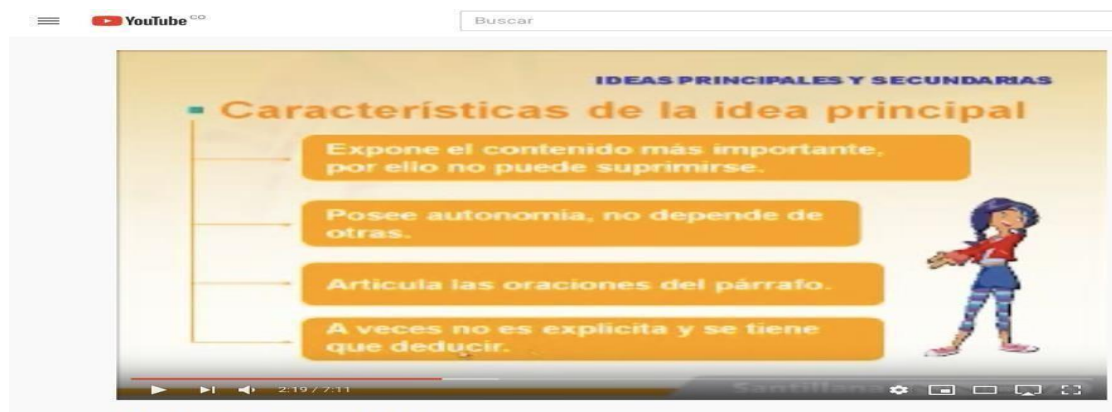 YouTube CO
Buscar
IDEAS PRINCIPALES Y SECUNDARIAS
Características de la idea principal
Expone el contenido más importante,
por ello no puede suprimirse.
Posee autonomía, no depende de
otras.
Articula las oraciones del párrafo.
A veces no es explícita y se tiene
que deducir.
2:19 / 7:11
Santillana